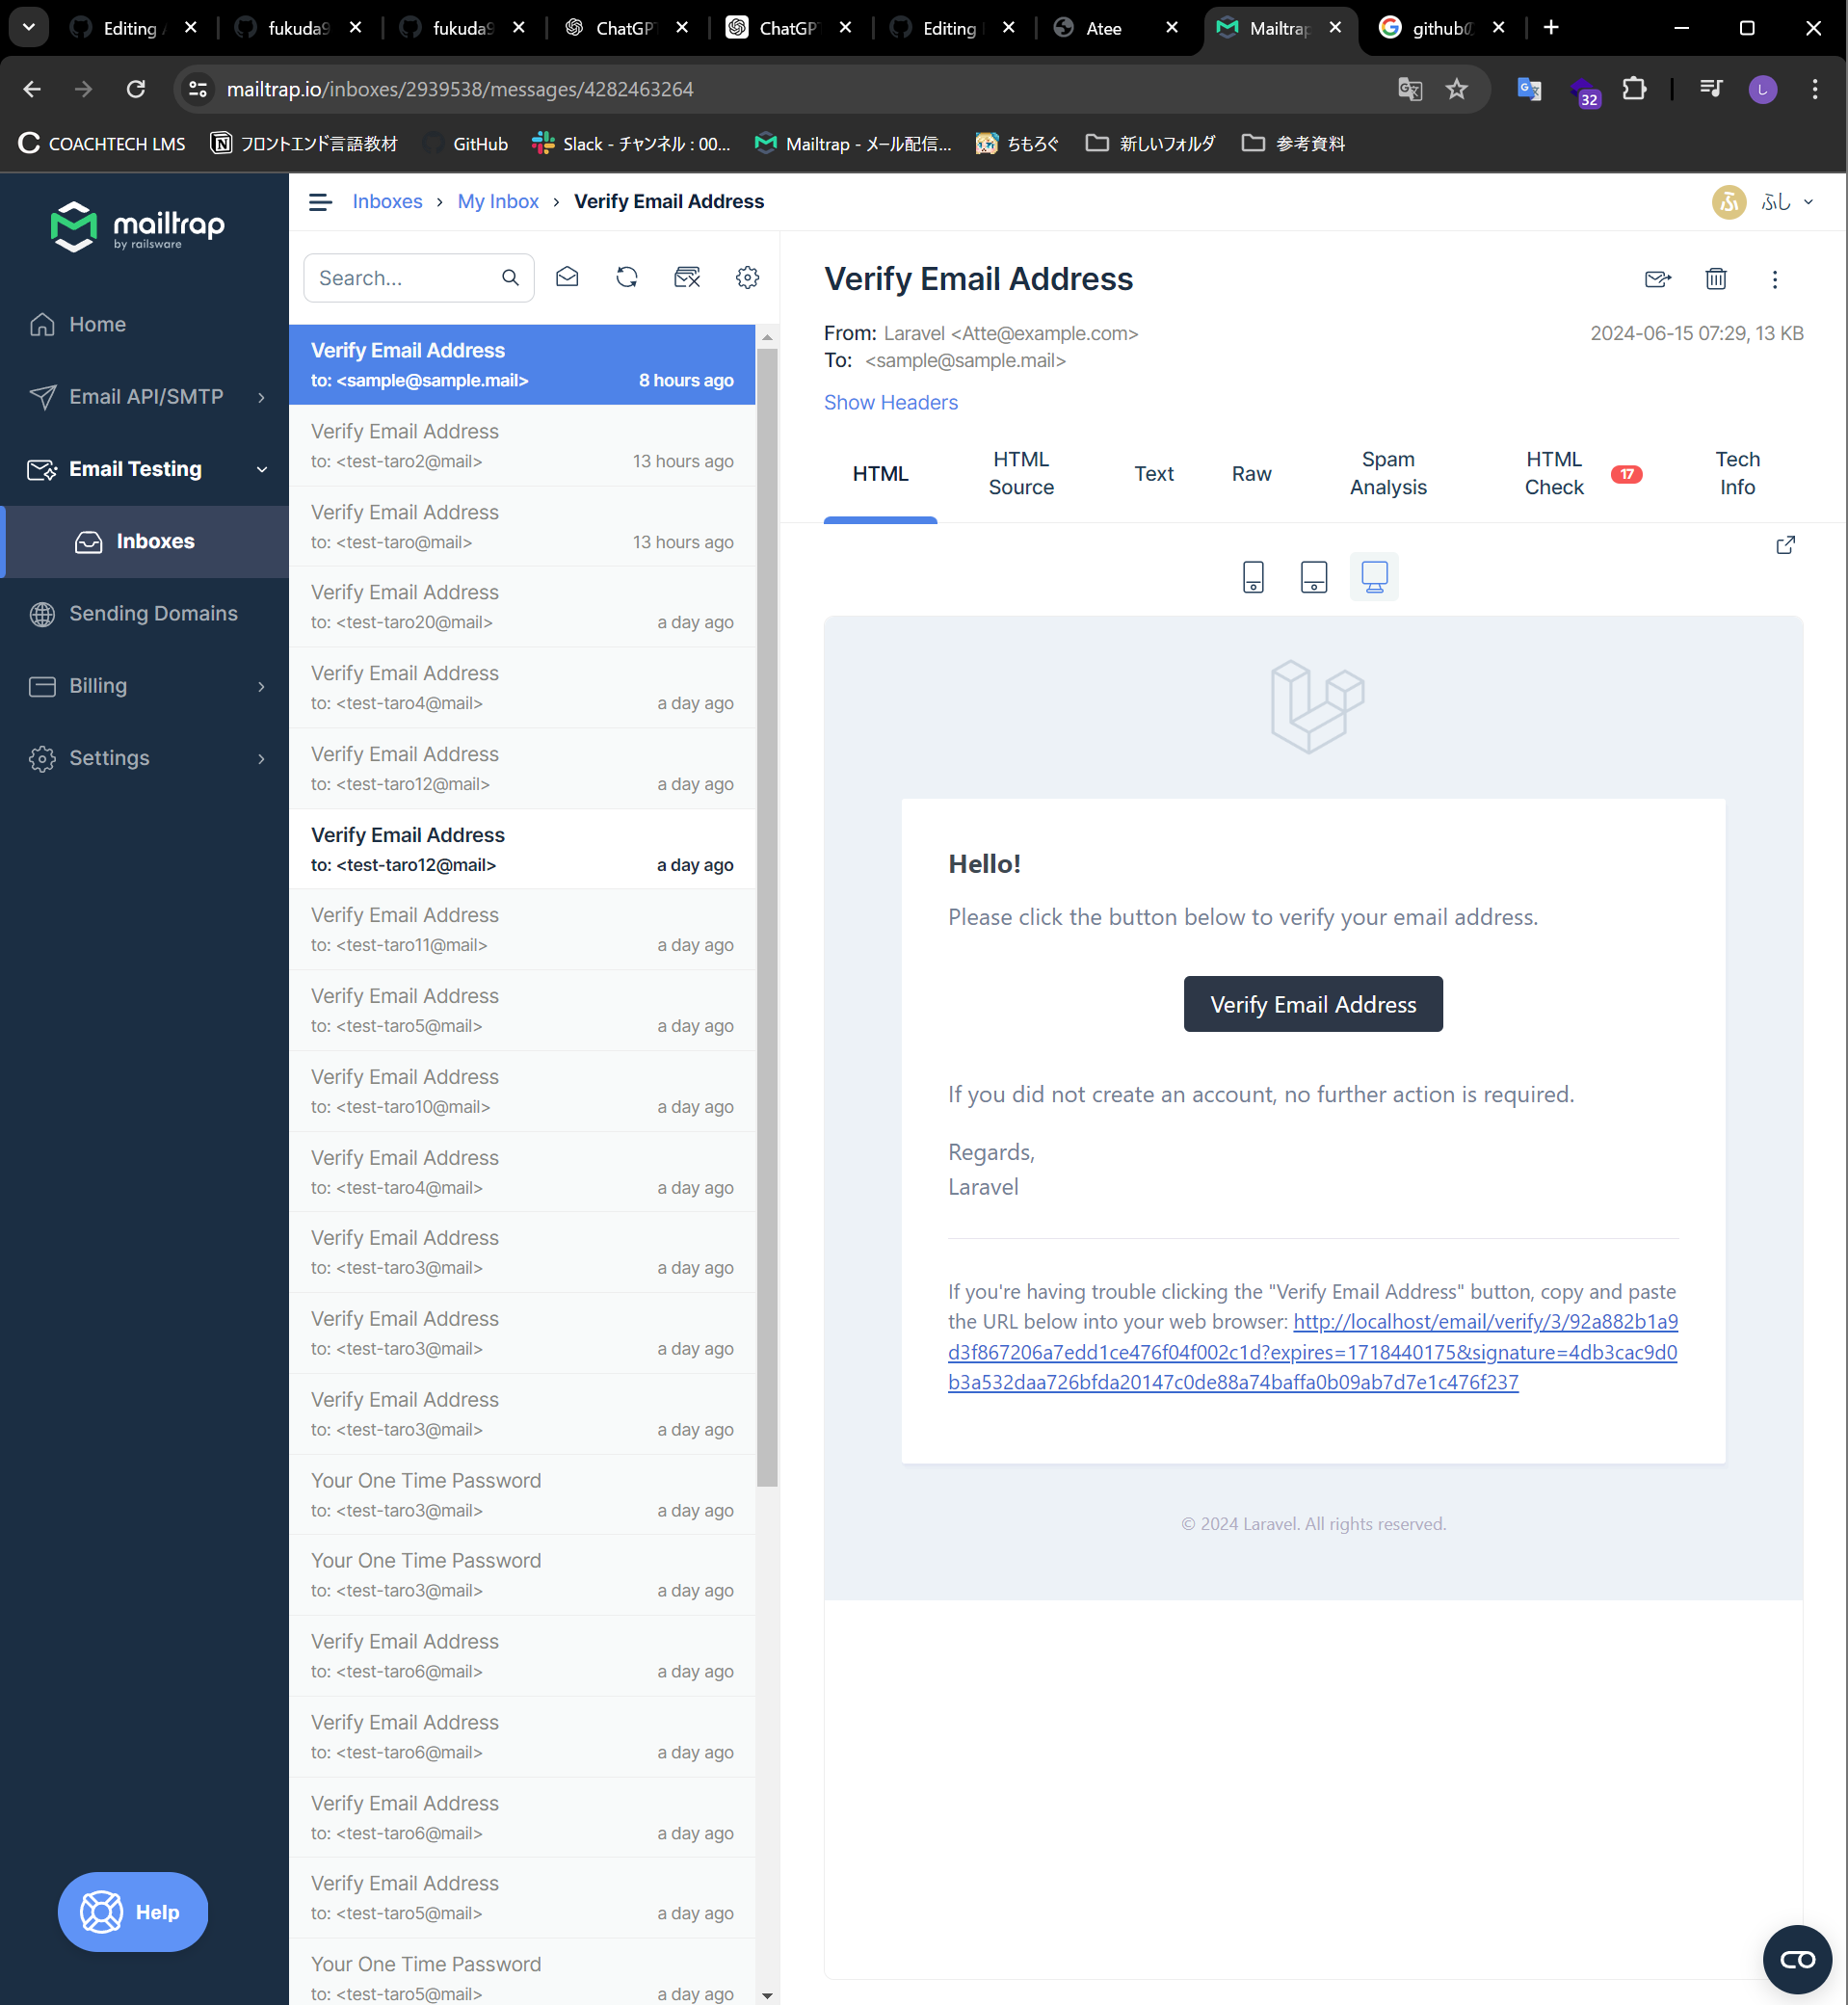 Editing
fukuda9
fukuda
ChatGPT
ChatGPT
Editing
Atee
Mailtrap
githubの
mailtrap.io/inboxes/2939538/messages/4282463264
32
し
COACHTECH LMS
フロントエンド言語教材
GitHub
Slack - チャンネル : 00...
Mailtrap - メール配信...
ちもろぐ
新しいフォルダ
参考資料
mailtrap
by railsware
Home
Email API/SMTP
Email Testing
Inboxes
Sending Domains
Billing
Settings
Help
Inboxes › My Inbox › Verify Email Address
ふ
ふし
Search...
Verify Email Address
to: <sample@sample.mail> 8 hours ago
Verify Email Address
to: <test-taro2@mail> 13 hours ago
Verify Email Address
to: <test-taro@mail> 13 hours ago
Verify Email Address
to: <test-taro20@mail> a day ago
Verify Email Address
to: <test-taro4@mail> a day ago
Verify Email Address
to: <test-taro12@mail> a day ago
Verify Email Address
to: <test-taro12@mail> a day ago
Verify Email Address
to: <test-taro11@mail> a day ago
Verify Email Address
to: <test-taro5@mail> a day ago
Verify Email Address
to: <test-taro10@mail> a day ago
Verify Email Address
to: <test-taro4@mail> a day ago
Verify Email Address
to: <test-taro3@mail> a day ago
Verify Email Address
to: <test-taro3@mail> a day ago
Verify Email Address
to: <test-taro3@mail> a day ago
Your One Time Password
to: <test-taro3@mail> a day ago
Your One Time Password
to: <test-taro3@mail> a day ago
Verify Email Address
to: <test-taro6@mail> a day ago
Verify Email Address
to: <test-taro6@mail> a day ago
Verify Email Address
to: <test-taro6@mail> a day ago
Verify Email Address
to: <test-taro5@mail> a day ago
Your One Time Password
to: <test-taro5@mail> a day ago
Verify Email Address
From: Laravel <Atte@example.com>
2024-06-15 07:29, 13 KB
To: <sample@sample.mail>
Show Headers
HTML
HTML Source
Text
Raw
Spam Analysis
HTML Check 17
Tech Info
Hello!
Please click the button below to verify your email address.
Verify Email Address
If you did not create an account, no further action is required.
Regards,
Laravel
If you're having trouble clicking the "Verify Email Address" button, copy and paste
the URL below into your web browser: http://localhost/email/verify/3/92a882b1a9
d3f867206a7edd1ce476f04f002c1d?expires=1718440175&signature=4db3cac9d0
b3a532daa726bfda20147c0de88a74baffa0b09ab7d7e1c476f237
© 2024 Laravel. All rights reserved.